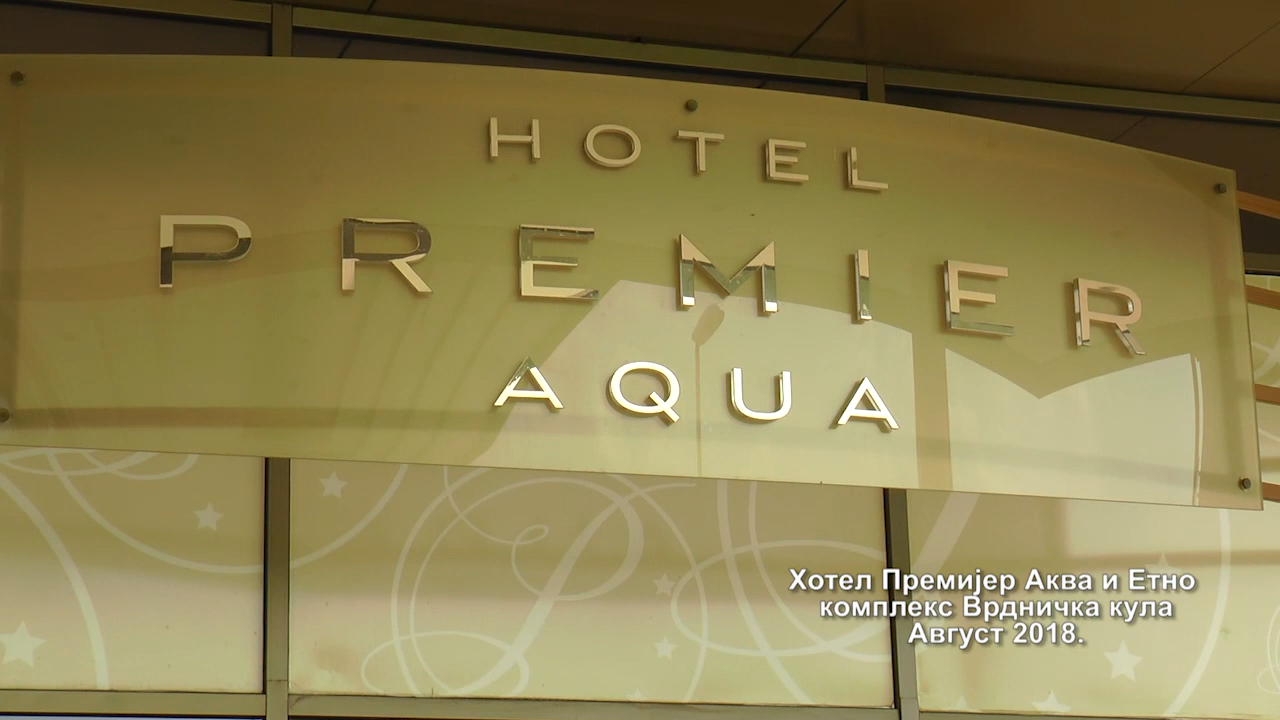 HOTEL
PREMIER
AQUA
Хотел Премијер Аква и Етно
комплекс Врдничка кула
Август 2018.